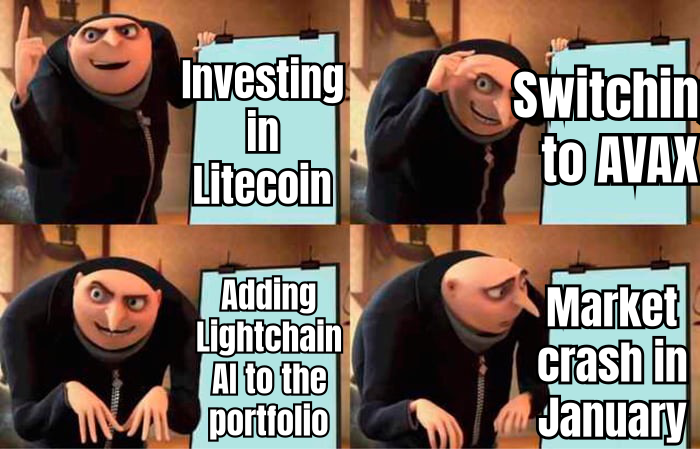 Investing
in
Litecoin
Switchin
to AVAX
Adding
Lightchain
AI to the
portfolio
Market
crash in
January